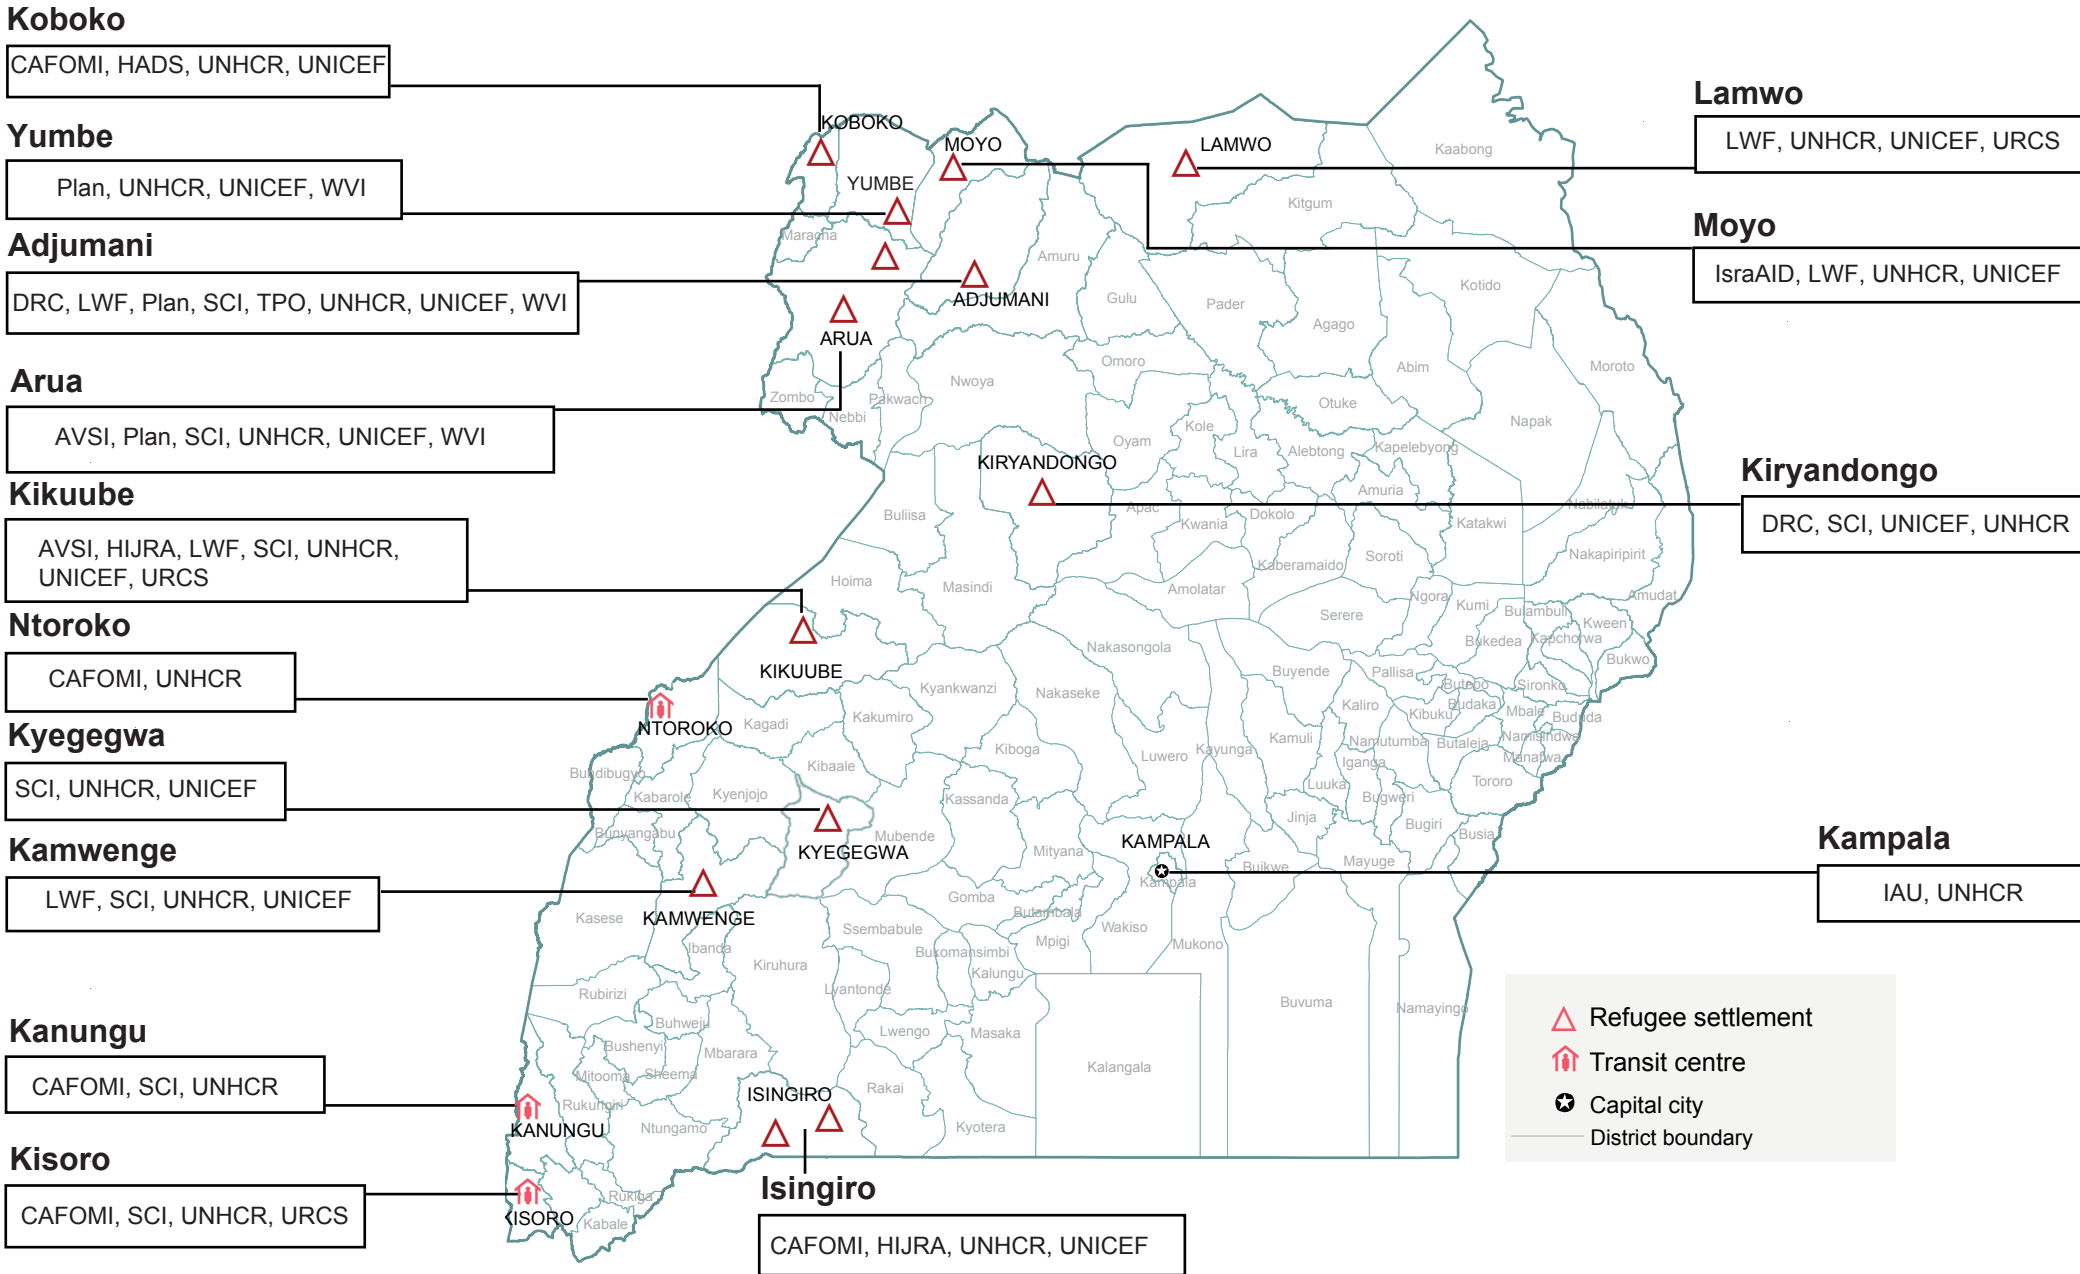 Koboko
CAFOMI, HADS, UNHCR, UNICEF
Yumbe
Plan, UNHCR, UNICEF, WVI
Adjumani
DRC, LWF, Plan, SCI, TPO, UNHCR, UNICEF, WVI
Arua
AVSI, Plan, SCI, UNHCR, UNICEF, WVI
Kikuube
AVSI, HIJRA, LWF, SCI, UNHCR,
UNICEF, URCS
Ntoroko
CAFOMI, UNHCR
Kyegegwa
SCI, UNHCR, UNICEF
Kamwenge
LWF, SCI, UNHCR, UNICEF
Kanungu
CAFOMI, SCI, UNHCR
Kisoro
CAFOMI, SCI, UNHCR, URCS
Isingiro
CAFOMI, HIJRA, UNHCR, UNICEF
Lamwo
LWF, UNHCR, UNICEF, URCS
Moyo
IsraAID, LWF, UNHCR, UNICEF
Kiryandongo
DRC, SCI, UNICEF, UNHCR
Kampala
IAU, UNHCR
KOBOKO
MOYO
LAMWO
Kaabong
YUMBE
Kitgum
Maracha
Amuru
ADJUMANI
Gulu
Pader
Kotido
Agago
ARUA
Omoro
Abim
Moroto
Nwoya
Zombo
Pakwach
Nebbi
Otuke
Napak
Kole
Oyam
Lira
Alebtong
Kapelebyong
KIRYANDONGO
Amuria
Nabilatuk
Apac
Buliisa
Kwania
Dokolo
Katakwi
Nakapiripirit
Soroti
Kaberamaido
Hoima
Masindi
Amolatar
Ngora
Kumi
Amudat
Serere
Bulambuli
Kween
Bukedea
Kapchorwa
Nakasongola
Bukwo
KIKUUBE
Buyende
Pallisa
Kyankwanzi
Nakaseke
Butebo
Sironko
Kaliro
Budaka
Kibuku
Mbale
Bududa
NTOROKO
Kagadi
Kakumiro
Kiboga
Luwero
Kayunga
Kamuli
Namutumba
Butaleja
Namisindwa
Manafwa
Iganga
Bundibugyo
Kibaale
Tororo
Luuka
Kabarole
Kyenjojo
Kassanda
Bugweri
Jinja
Bugiri
Busia
Bunyangabu
Mubende
KYEGEGWA
Mityana
KAMPALA
Mayuge
Buikwe
Kampala
Gomba
Butambala
Kasese
KAMWENGE
Ssembabule
Wakiso
Mpigi
Mukono
Ibanda
Bukomansimbi
Kiruhura
Kalungu
Lyantonde
Rubirizi
Buvuma
Namayingo
Buhweju
Lwengo
Masaka
Bushenyi
Mbarara
Kalangala
Mitooma
Sheema
Rakai
ISINGIRO
Rukungiri
KANUNGU
Ntungamo
Kyotera
Rukiga
KISORO
Kabale
Refugee settlement
Transit centre
Capital city
District boundary